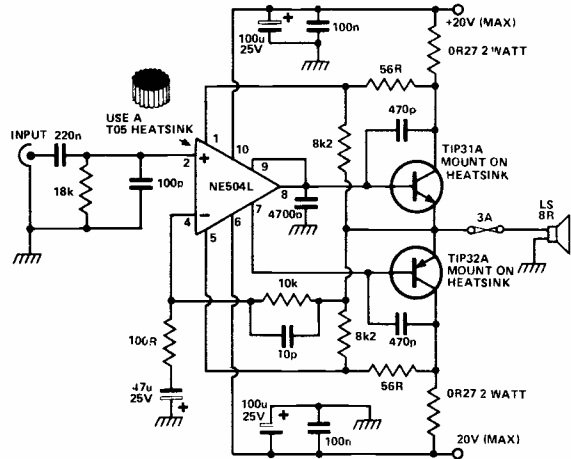 +20V (MAX)
100u
25V
+
100n
0R27 2 WATT
56R
470p
USE A
T05 HEATSINK
INPUT
220n
1
10
9
2
+
NE504L
8
8k2
TIP31A
MOUNT ON
HEATSINK
18k
100p
4
5
6
7
4700p
3A
LS
8R
TIP32A
MOUNT ON
HEATSINK
10k
10p
8k2
470p
100R
56R
47u
25V
+
100u
25V
+
100n
0R27 2 WATT
20V (MAX)